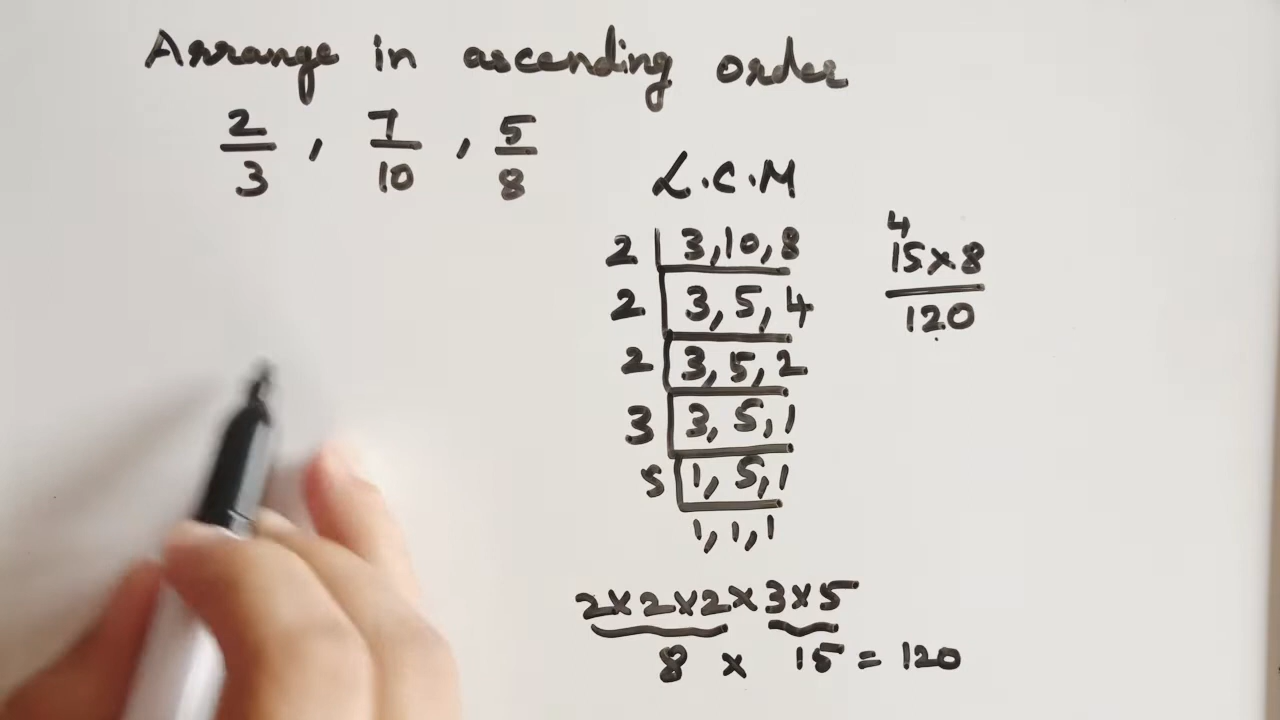 Arrange in ascending order
2/3 , 7/10 , 5/8
L.C.M
2 | 3,10,8
2 | 3,5,4
2 | 3,5,2
3 | 3,5,1
5 | 1,5,1
1,1,1
4
15×8
120
2×2×2×3×5
8 × 15 = 120